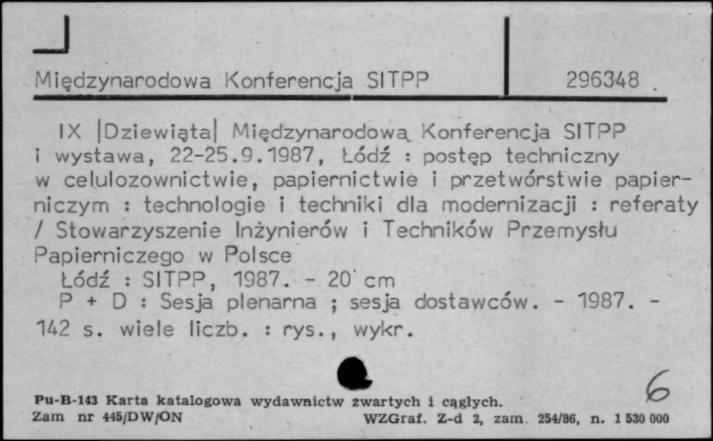 Międzynarodowa Konferencja SITPP 296348
IX |Dziewiąta| Międzynarodową Konferencja SITPP
i wystawa, 22-25.9.1987, Łódź : postęp techniczny
w celulozownictwie, papiernictwie i przetwórstwie papier-
niczym : technologie i techniki dla modernizacji : referaty
/ Stowarzyszenie Inżynierów i Techników Przemysłu
Papierniczego w Polsce
Łódź : SITPP, 1987. - 20 cm
P + D : Sesja plenarna ; sesja dostawców. - 1987. -
142 s. wiele liczb. : rys., wykr.
6
Pu-B-143 Karta katalogowa wydawnictw zwartych i ciągłych.
Zam nr 445/DW/ON WZGraf. Z-d 2, zam. 254/86, n. 1 530 000